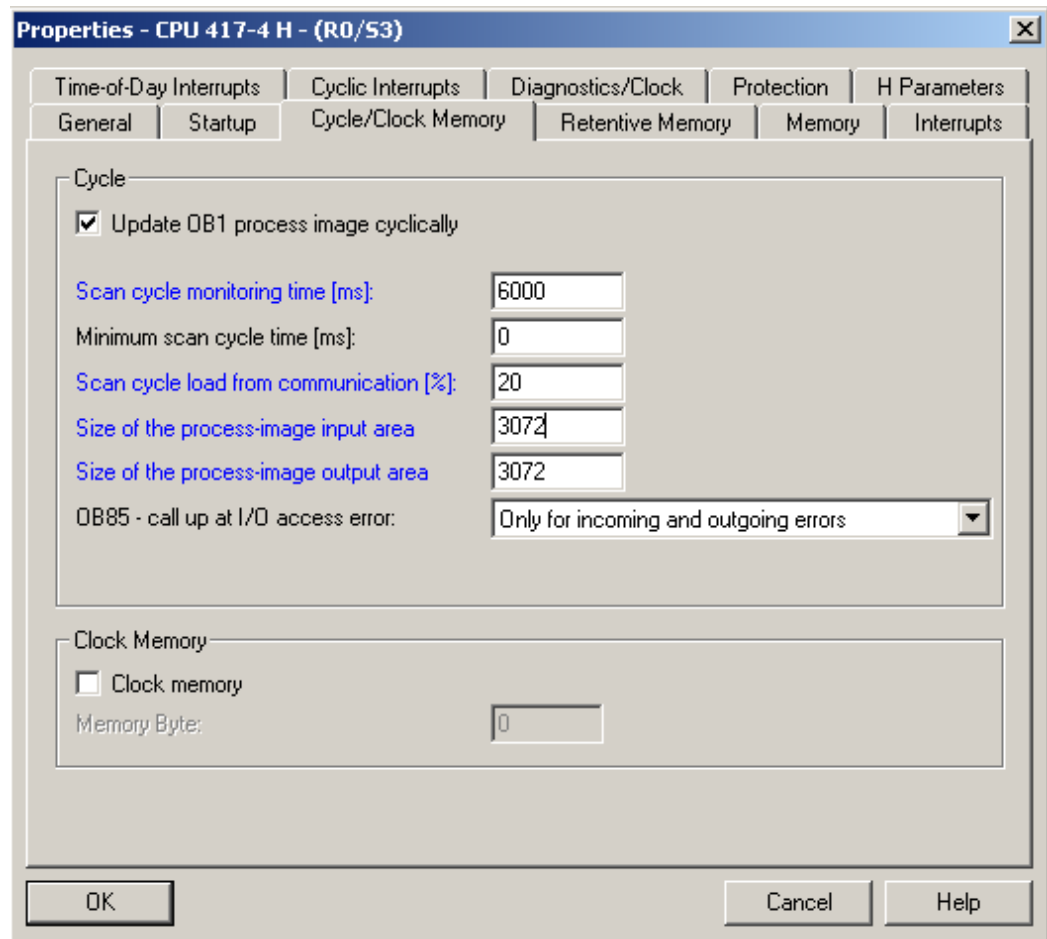 Properties - CPU 417-4 H - (R0/S3)
Time-of-Day Interrupts Cyclic Interrupts Diagnostics/Clock Protection H Parameters
General Startup Cycle/Clock Memory Retentive Memory Memory Interrupts
Cycle
Update OB1 process image cyclically
Scan cycle monitoring time [ms]: 6000
Minimum scan cycle time [ms]: 0
Scan cycle load from communication [%]: 20
Size of the process-image input area 3072
Size of the process-image output area 3072
OB85 - call up at I/O access error: Only for incoming and outgoing errors
Clock Memory
Clock memory
Memory Byte: 0
OK Cancel Help